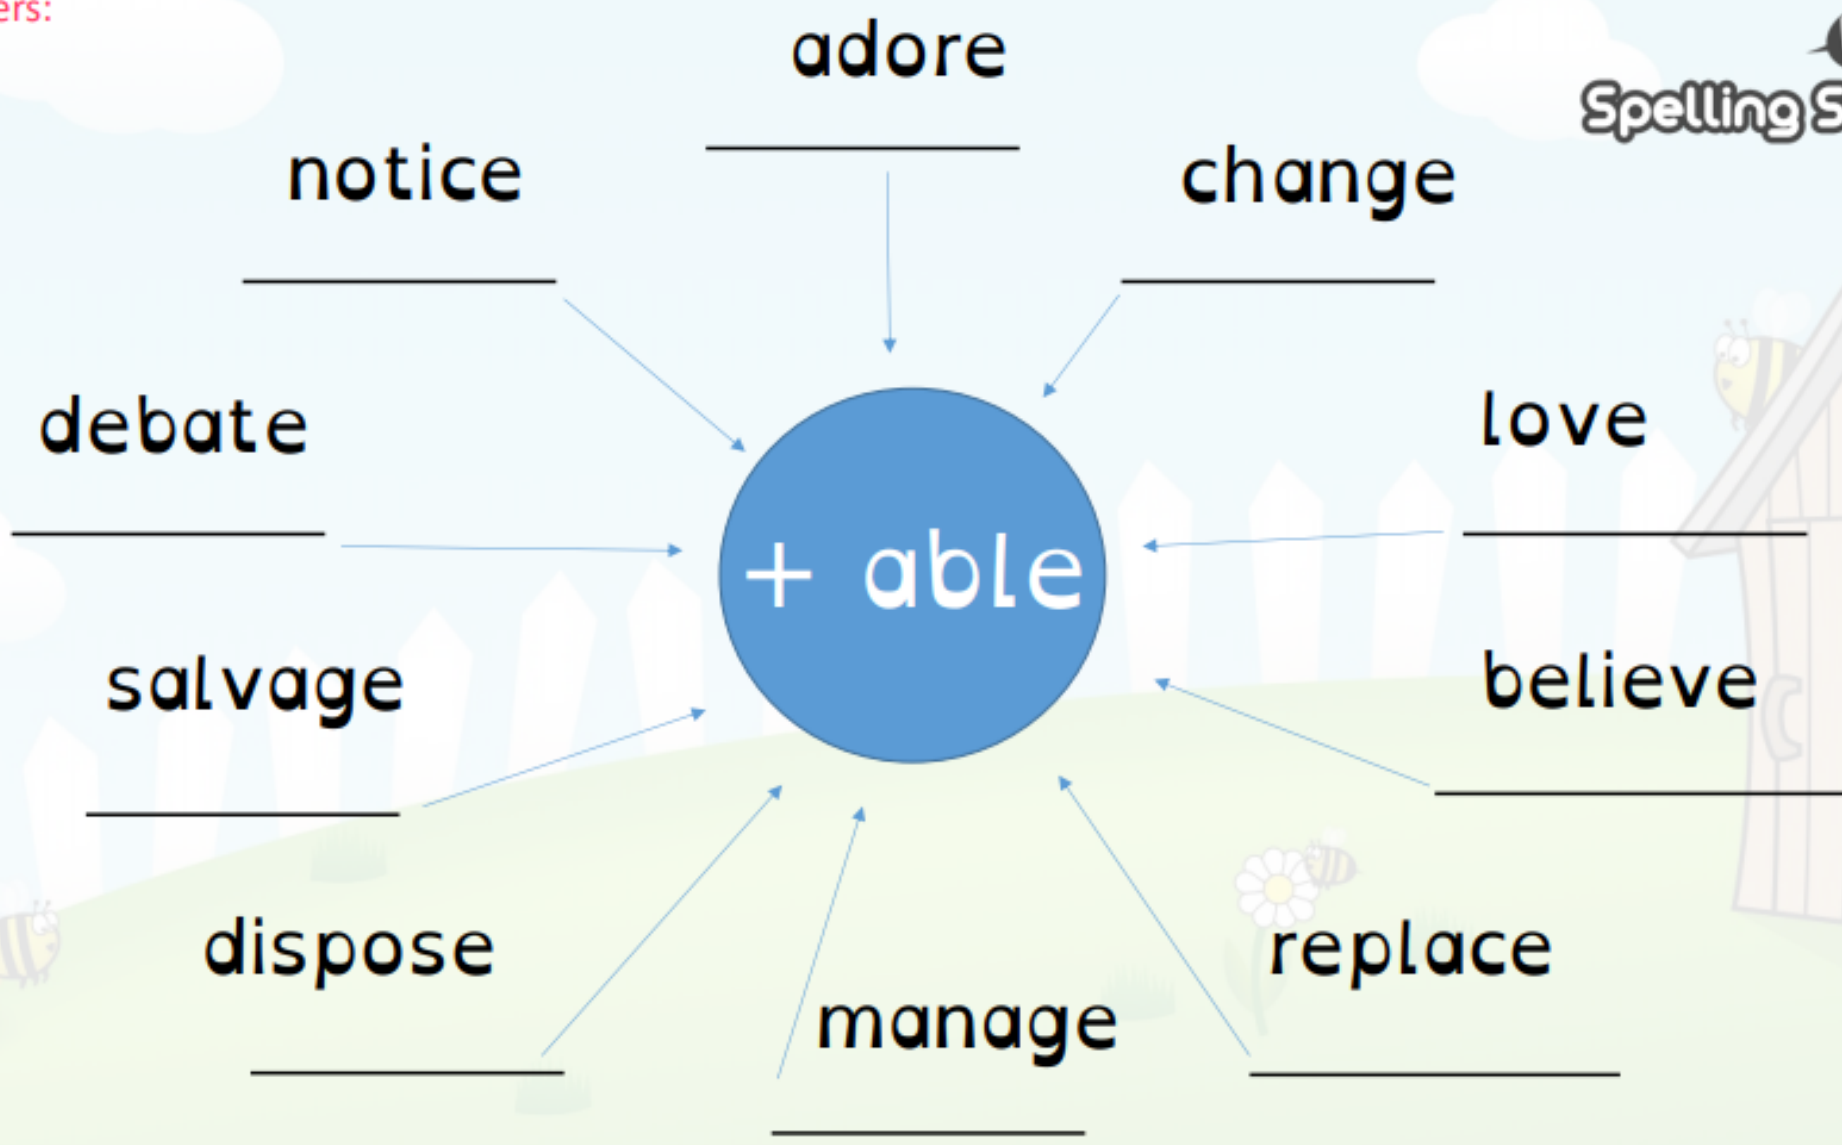 adore
Spelling
notice
change
debate
love
+ able
salvage
believe
dispose
replace
manage